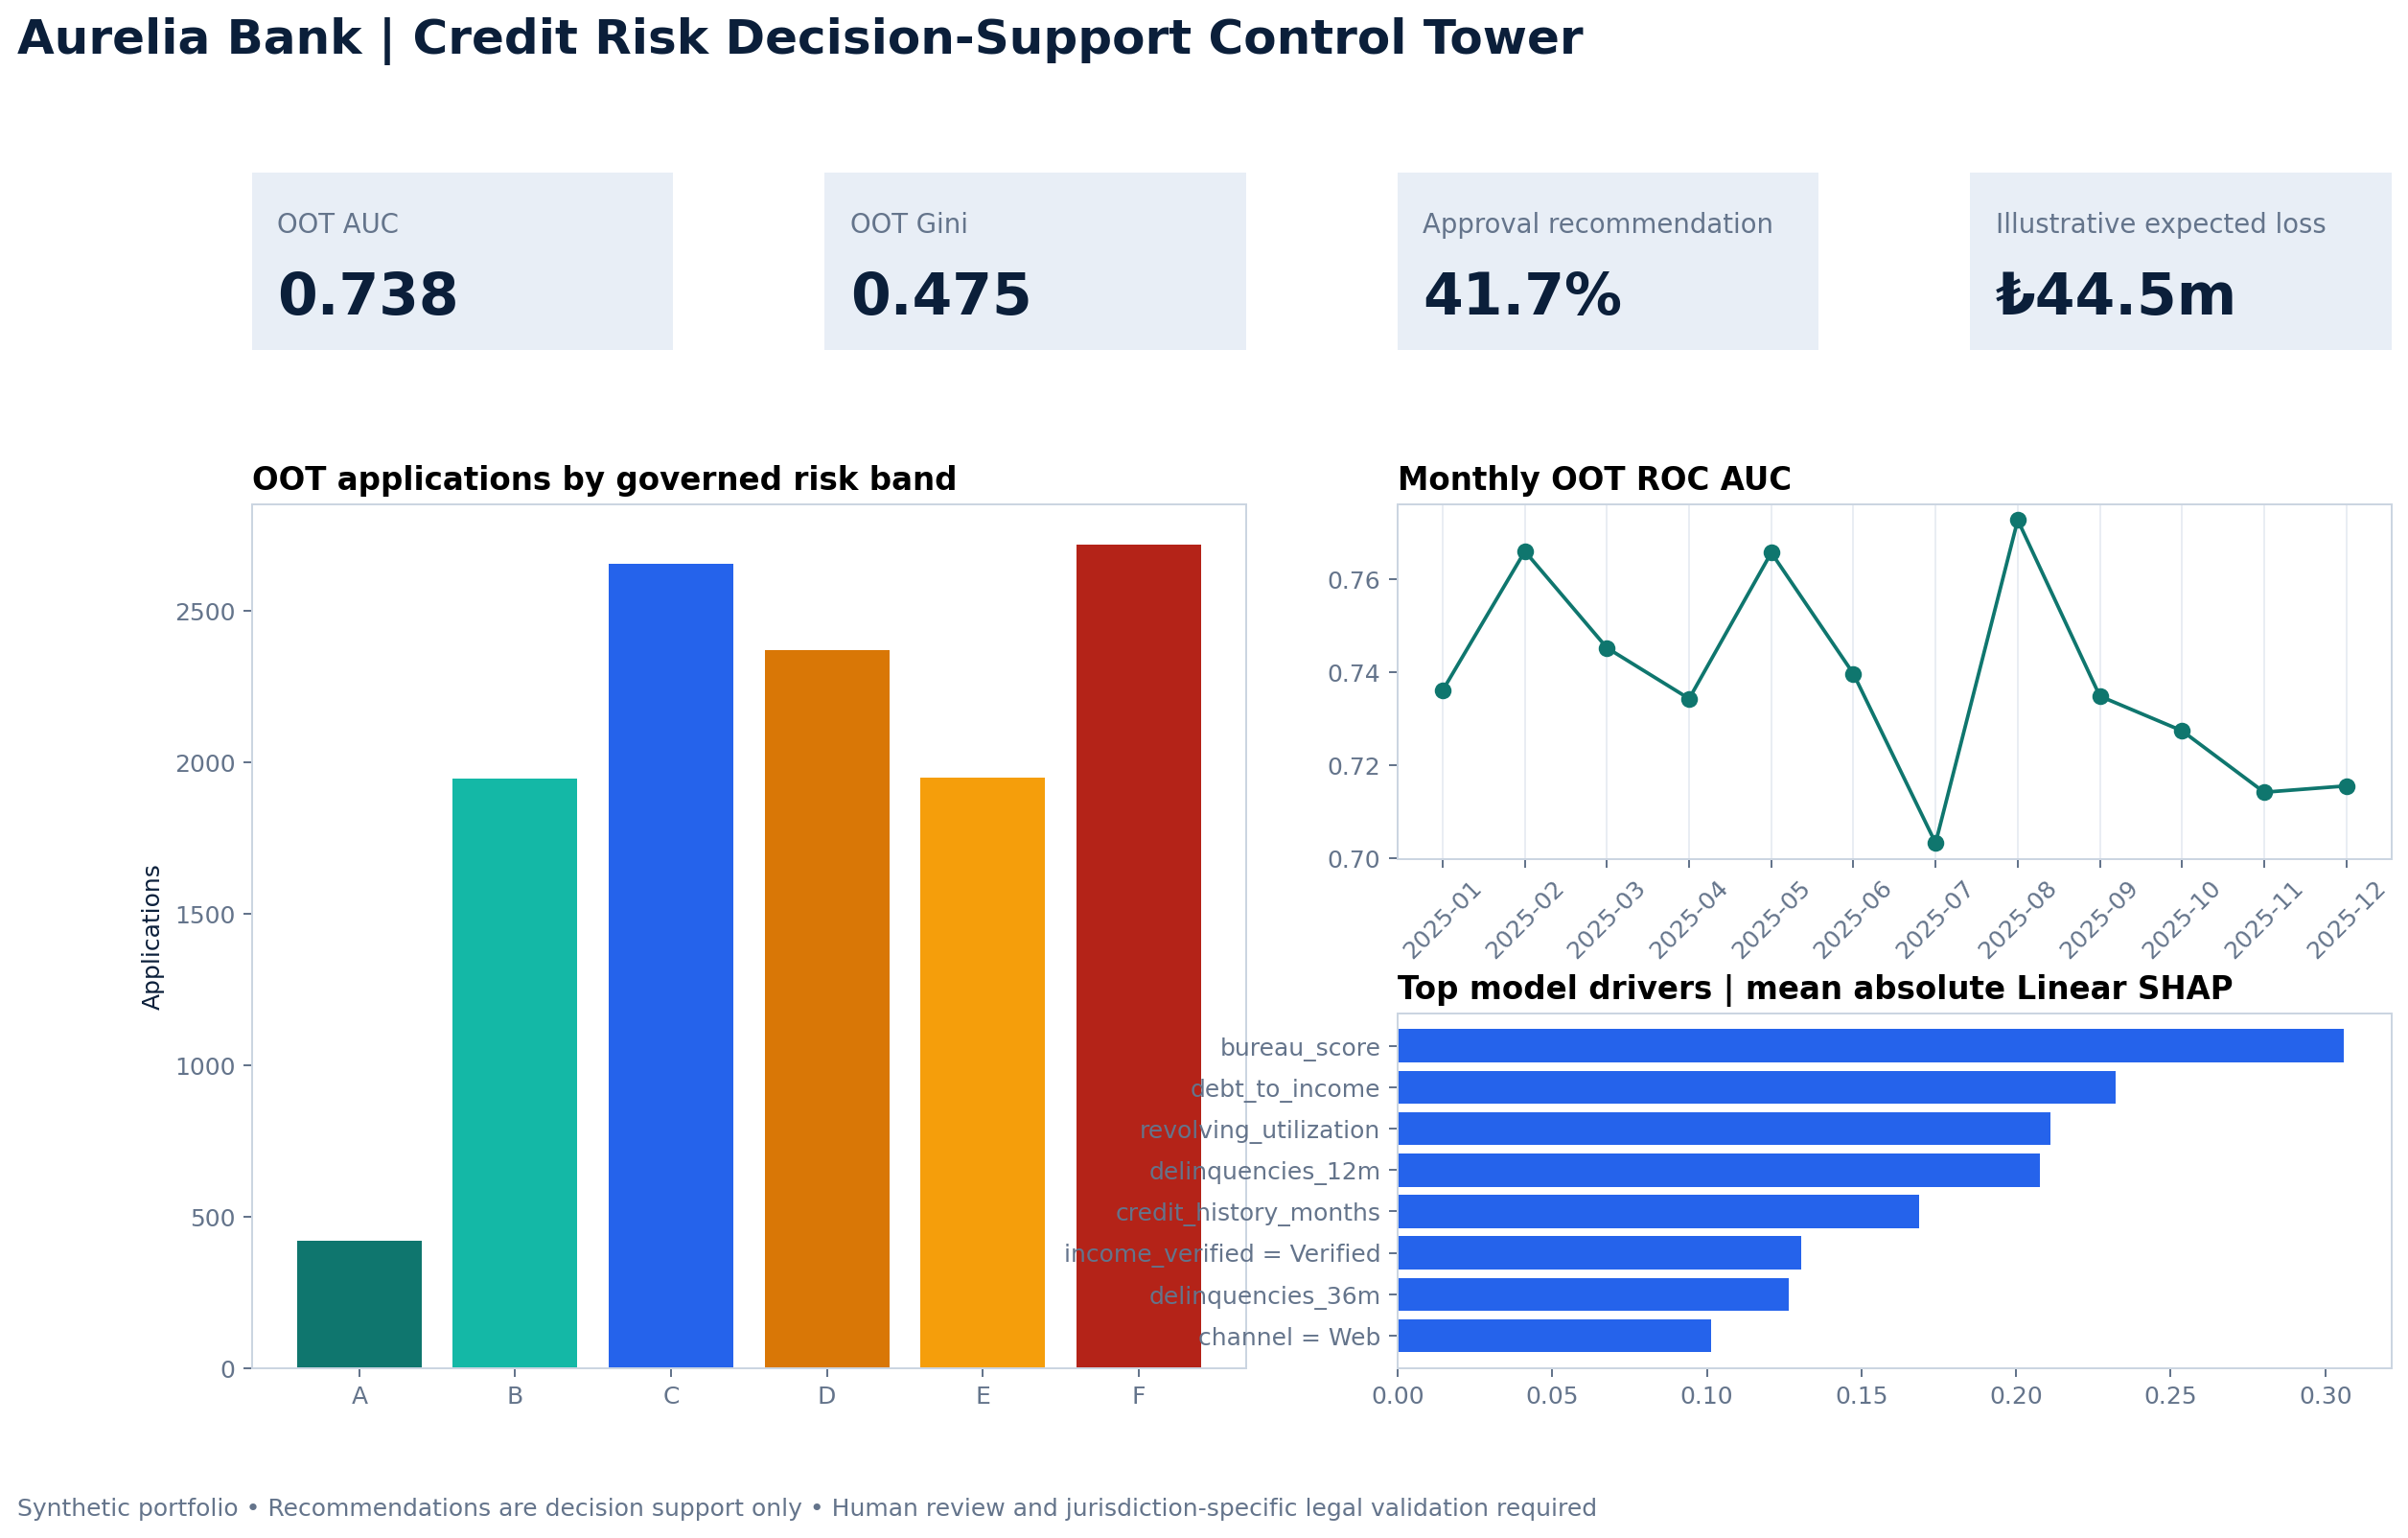 Aurelia Bank | Credit Risk Decision-Support Control Tower
OOT AUC
0.738
OOT Gini
0.475
Approval recommendation
41.7%
Illustrative expected loss
₺44.5m
OOT applications by governed risk band
Applications
2500
2000
1500
1000
500
0
A
B
C
D
E
F
Monthly OOT ROC AUC
0.76
0.74
0.72
0.70
2025-01
2025-02
2025-03
2025-04
2025-05
2025-06
2025-07
2025-08
2025-09
2025-10
2025-11
2025-12
Top model drivers | mean absolute Linear SHAP
bureau_score
debt_to_income
revolving_utilization
delinquencies_12m
credit_history_months
income_verified = Verified
delinquencies_36m
channel = Web
0.00
0.05
0.10
0.15
0.20
0.25
0.30
Synthetic portfolio • Recommendations are decision support only • Human review and jurisdiction-specific legal validation required